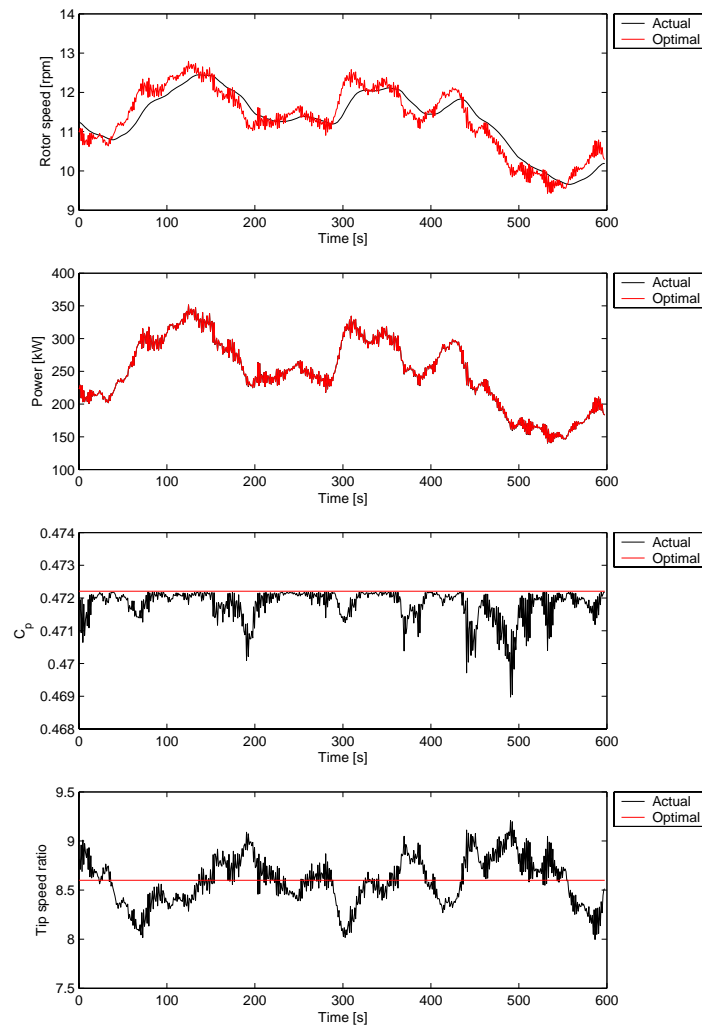 14
13
12
11
10
9
Rotor speed [rpm]
0 100 200 300 400 500 600
Time [s]
Actual
Optimal
400
350
300
250
200
150
100
Power [kW]
0 100 200 300 400 500 600
Time [s]
Actual
Optimal
0.474
0.473
0.472
0.471
0.47
0.469
0.468
Cp
0 100 200 300 400 500 600
Time [s]
Actual
Optimal
9.5
9
8.5
8
7.5
Tip speed ratio
0 100 200 300 400 500 600
Time [s]
Actual
Optimal